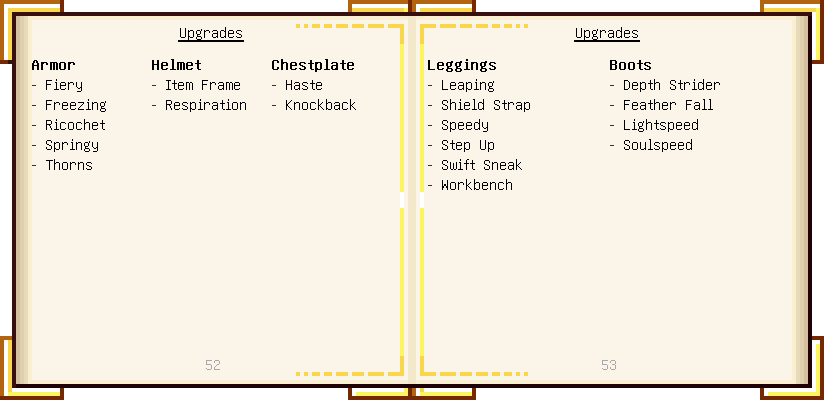 Upgrades
Armor
- Fiery
- Freezing
- Ricochet
- Springy
- Thorns
Helmet
- Item Frame
- Respiration
Chestplate
- Haste
- Knockback
52
Upgrades
Leggings
- Leaping
- Shield Strap
- Speedy
- Step Up
- Swift Sneak
- Workbench
Boots
- Depth Strider
- Feather Fall
- Lightspeed
- Soulspeed
53